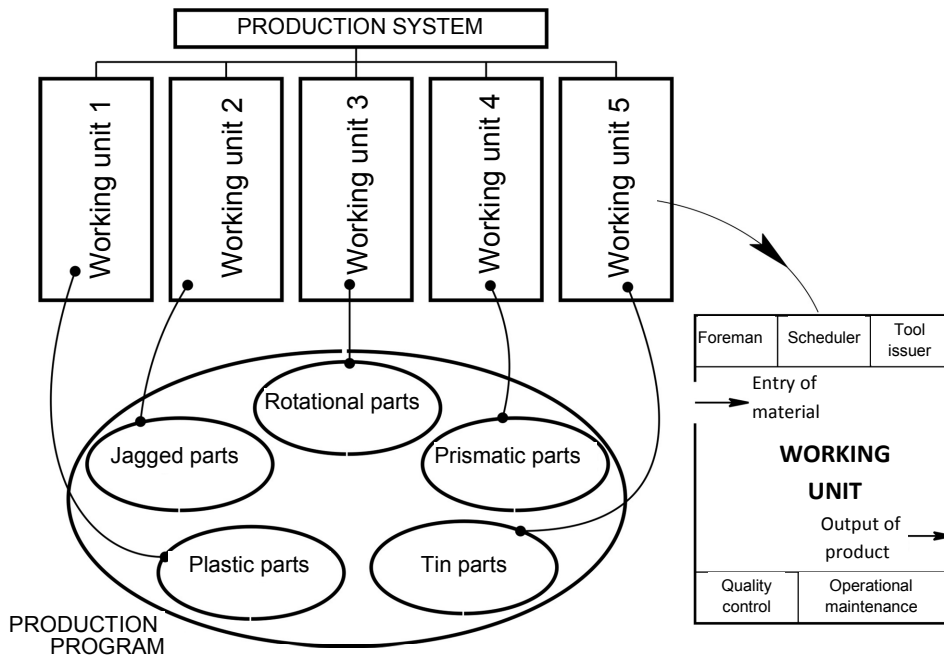 PRODUCTION SYSTEM
Working unit 1
Working unit 2
Working unit 3
Working unit 4
Working unit 5
Rotational parts
Jagged parts
Prismatic parts
Plastic parts
Tin parts
PRODUCTION
PROGRAM
Foreman
Scheduler
Tool
issuer
Entry of
material
WORKING
UNIT
Output of
product
Quality
control
Operational
maintenance